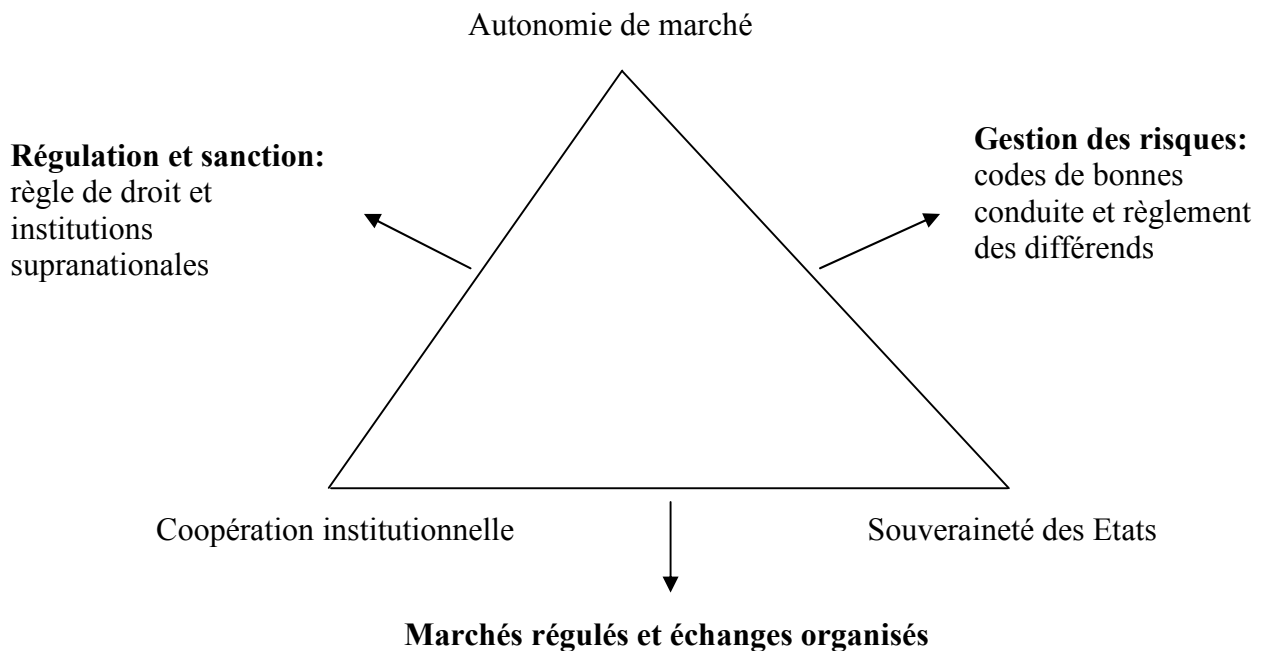 Autonomie de marché
Régulation et sanction:
règle de droit et
institutions
supranationales
Gestion des risques:
codes de bonnes
conduite et règlement
des différends
Coopération institutionnelle
Souveraineté des Etats
Marchés régulés et échanges organisés